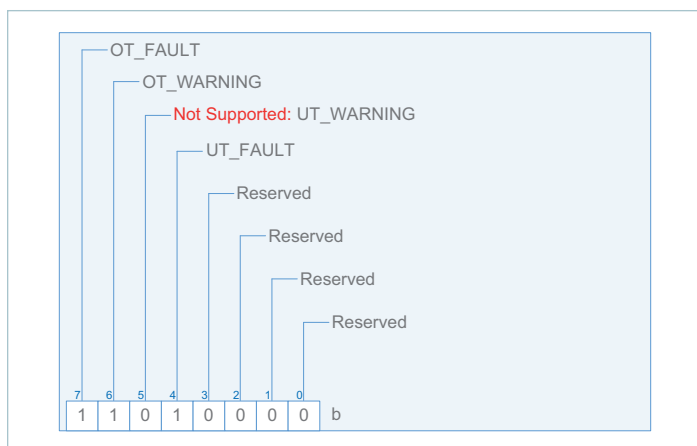 OT_FAULT
OT_WARNING
Not Supported: UT_WARNING
UT_FAULT
Reserved
Reserved
Reserved
Reserved
7 6 5 4 3 2 1 0
1 1 0 1 0 0 0 0 b